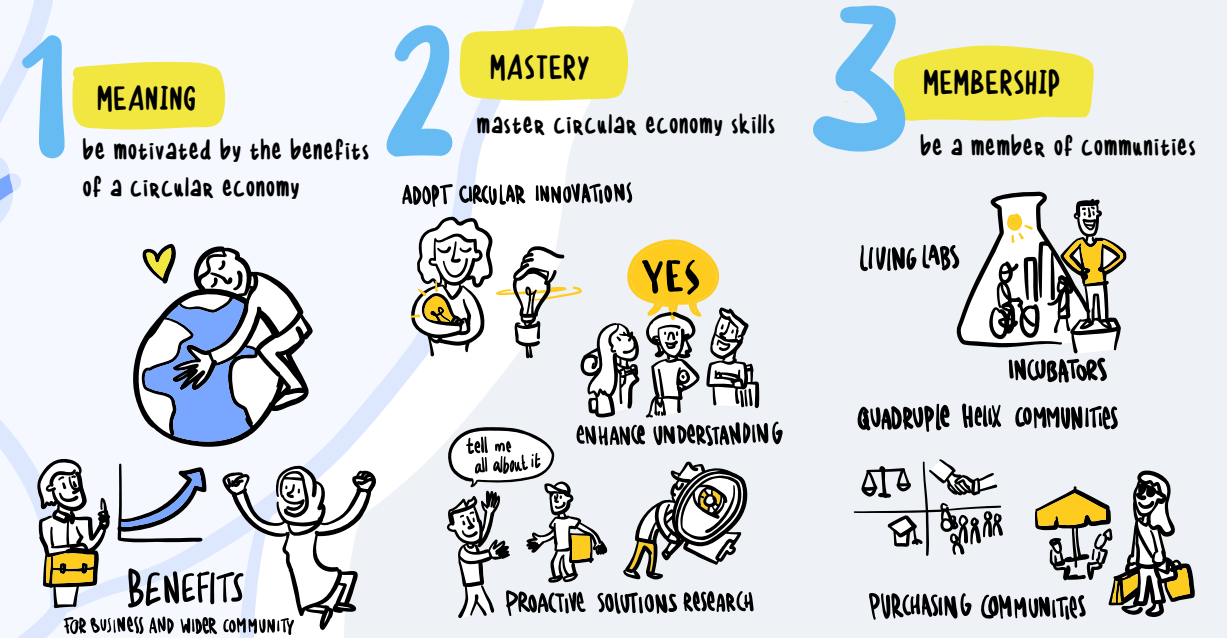 1
MEANING
be motivated by the benefits
of a circular economy
BENEFITS
FOR BUSINESS AND WIDER COMMUNITY
2
MASTERY
master circular economy skills
ADOPT CIRCULAR INNOVATIONS
YES
ENHANCE UNDERSTANDING
tell me
all albout it
PROACTIVE SOLUTIONS RESEARCH
3
MEMBERSHIP
be a member of communities
LIVING LABS
INCUBATORS
QUADRUPLE HELIX COMMUNITIES
PURCHASING COMMUNITIES